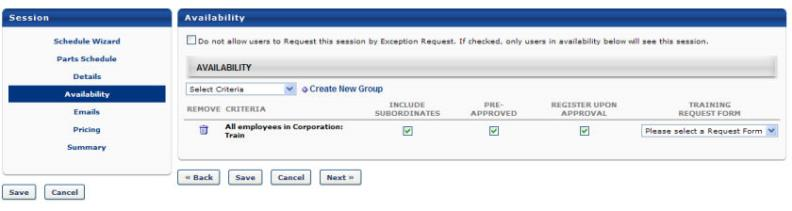 Session
Schedule Wizard
Parts Schedule
Details
Availability
Emails
Pricing
Summary
Save Cancel
Availability
Do not allow users to Request this session by Exception Request. If checked, only users in availability below will see this session.
AVAILABILITY
Select Criteria Create New Group
REMOVE CRITERIA INCLUDE SUBORDINATES PRE-APPROVED REGISTER UPON APPROVAL TRAINING REQUEST FORM
All employees in Corporation:
Train
Please select a Request Form
« Back Save Cancel Next »